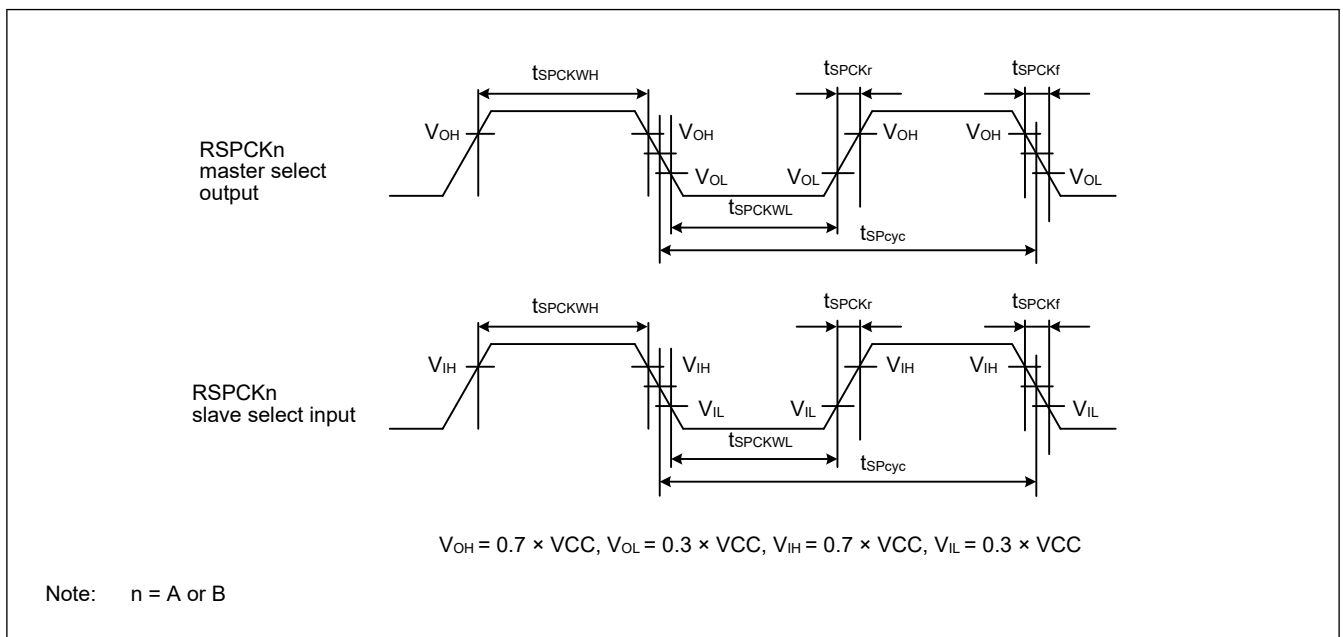 tSPCKWH tSPCKr tSPCKf
VOH VOH VOH VOH
RSPCKn
master select
output
VOL VOL VOL
tSPCKWL
tSPcyc
tSPCKWH tSPCKr tSPCKf
VIH VIH VIH VIH
RSPCKn
slave select input
VIL VIL VIL
tSPCKWL
tSPcyc
VOH = 0.7 × VCC, VOL = 0.3 × VCC, VIH = 0.7 × VCC, VIL = 0.3 × VCC
Note: n = A or B